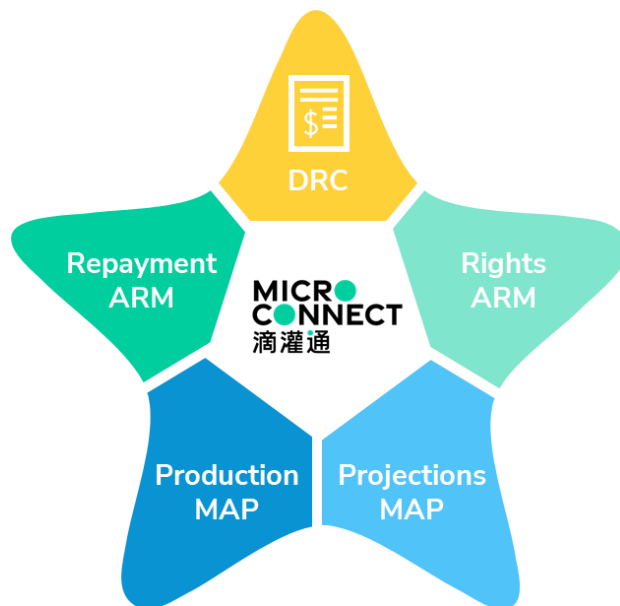 $
DRC
Repayment
ARM
Rights
ARM
MICRO
CONNECT
滴灌通
Production
MAP
Projections
MAP